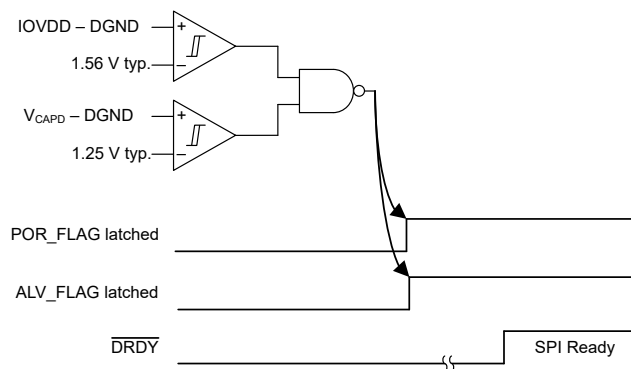 IOVDD – DGND
+
1.56 V typ.
–
VCAPD – DGND
+
1.25 V typ.
–
POR_FLAG latched
ALV_FLAG latched
DRDY
SPI Ready